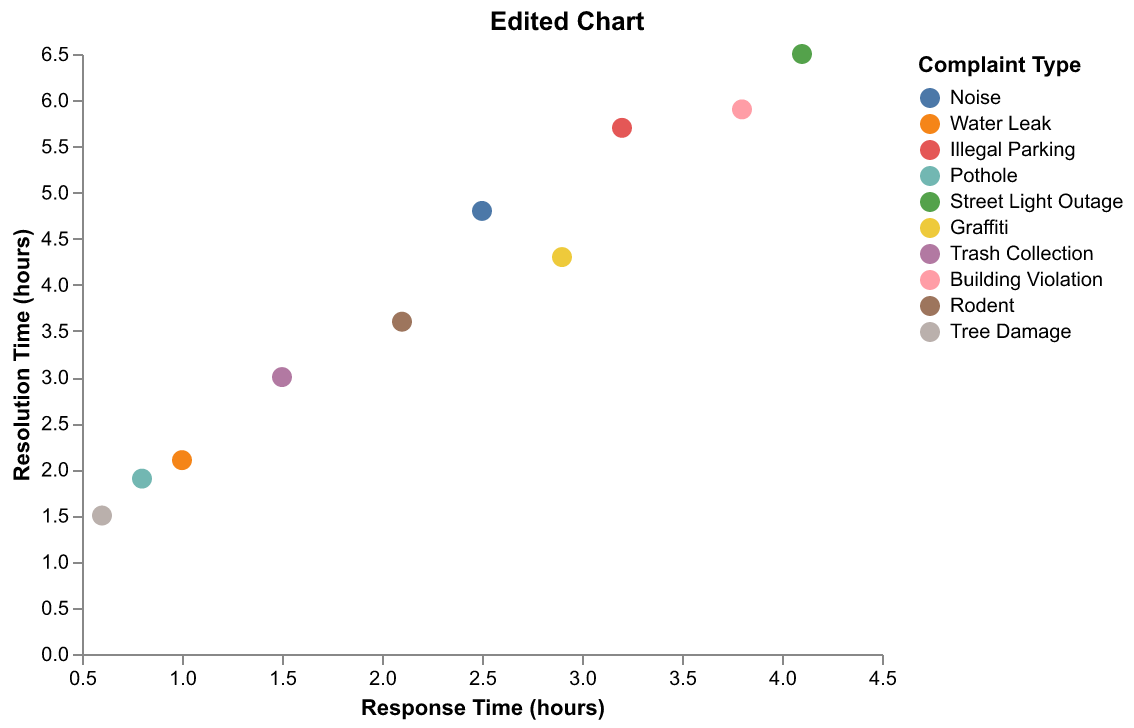 Edited Chart
6.5
6.0
5.5
5.0
4.5
4.0
3.5
3.0
2.5
2.0
1.5
1.0
0.5
0.0
Resolution Time (hours)
0.5 1.0 1.5 2.0 2.5 3.0 3.5 4.0 4.5
Response Time (hours)
Complaint Type
Noise
Water Leak
Illegal Parking
Pothole
Street Light Outage
Graffiti
Trash Collection
Building Violation
Rodent
Tree Damage